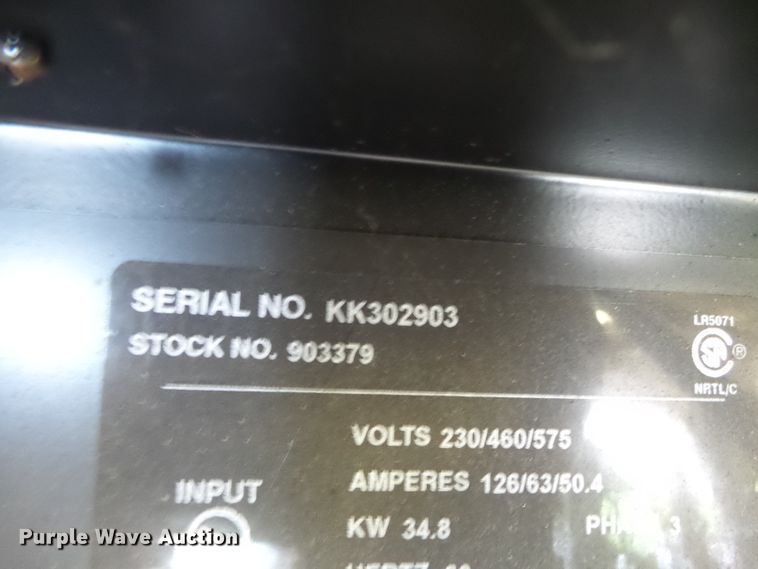 SERIAL NO. KK302903
STOCK NO. 903379
LR5071
SA ®
NRTL/C
VOLTS 230/460/575
AMPERES 126/63/50.4
INPUT
KW 34.8 3
Purple Wave Auction